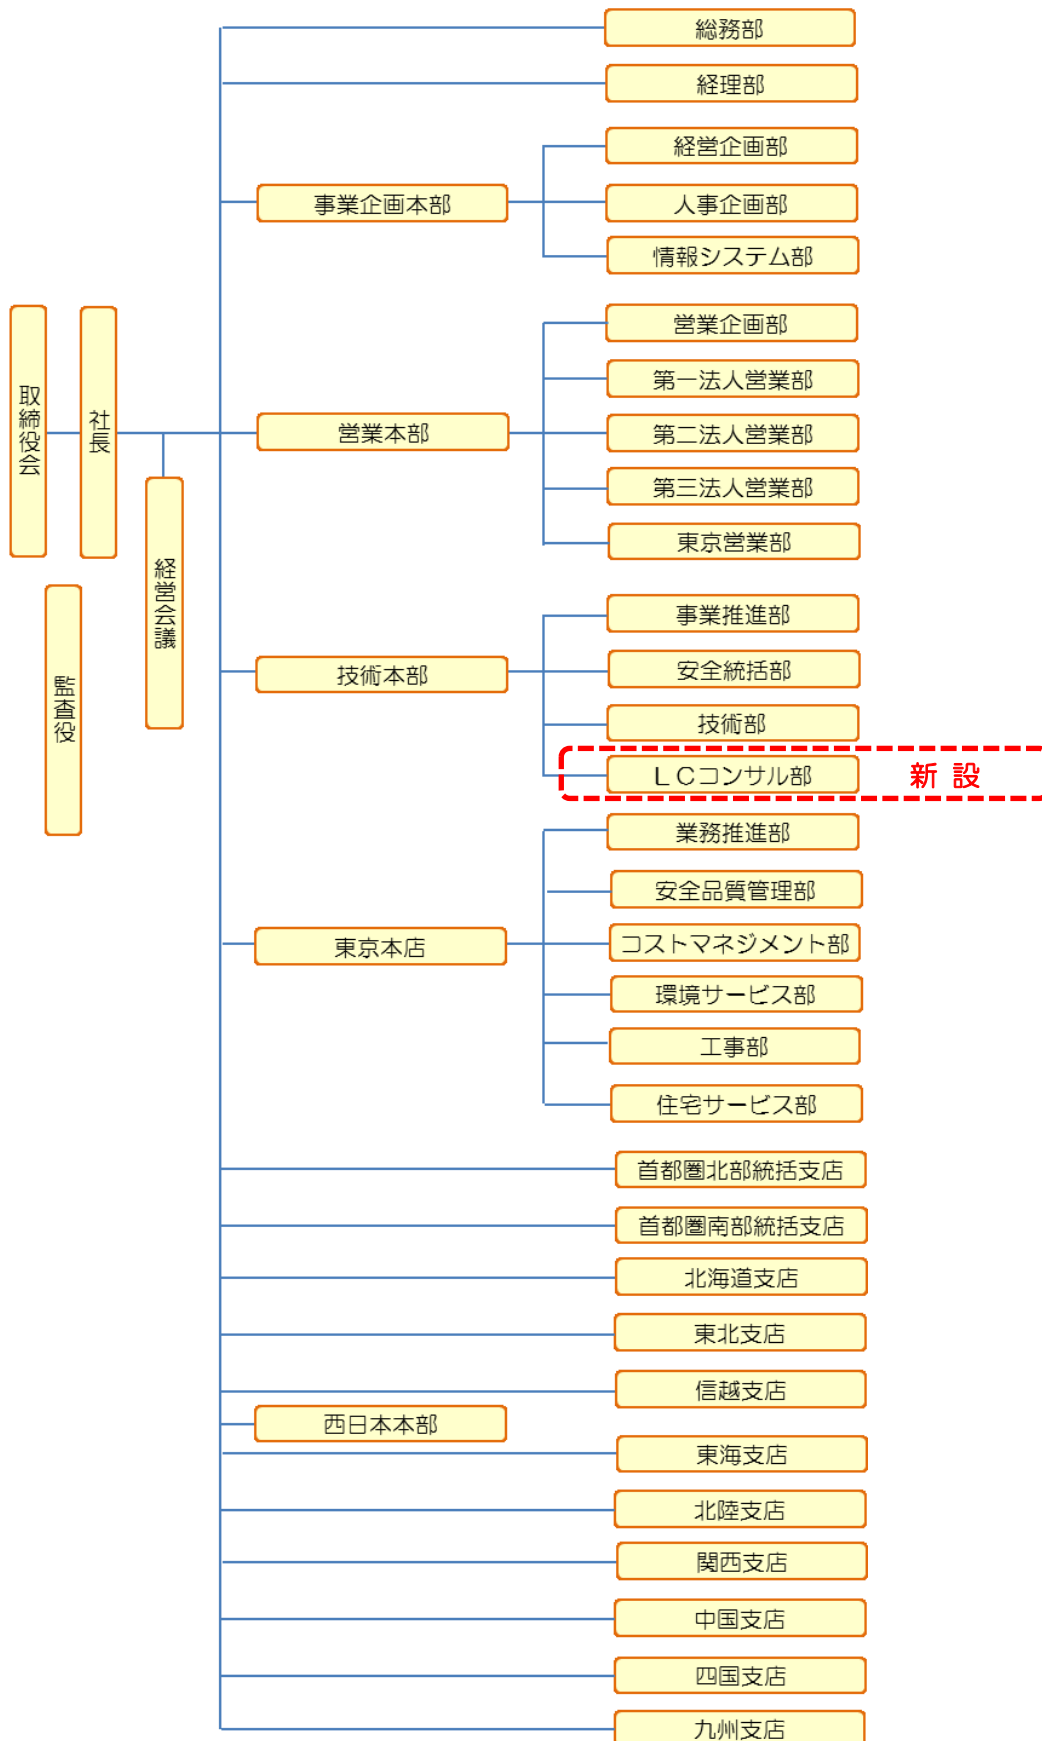 総務部
経理部
経営企画部
事業企画本部
人事企画部
情報システム部
取締役会
社長
経営会議
監査役
営業企画部
第一法人営業部
営業本部
第二法人営業部
第三法人営業部
東京営業部
事業推進部
技術本部
安全統括部
技術部
ＬＣコンサル部
新 設
業務推進部
安全品質管理部
東京本店
コストマネジメント部
環境サービス部
工事部
住宅サービス部
首都圏北部統括支店
首都圏南部統括支店
北海道支店
東北支店
信越支店
西日本本部
東海支店
北陸支店
関西支店
中国支店
四国支店
九州支店